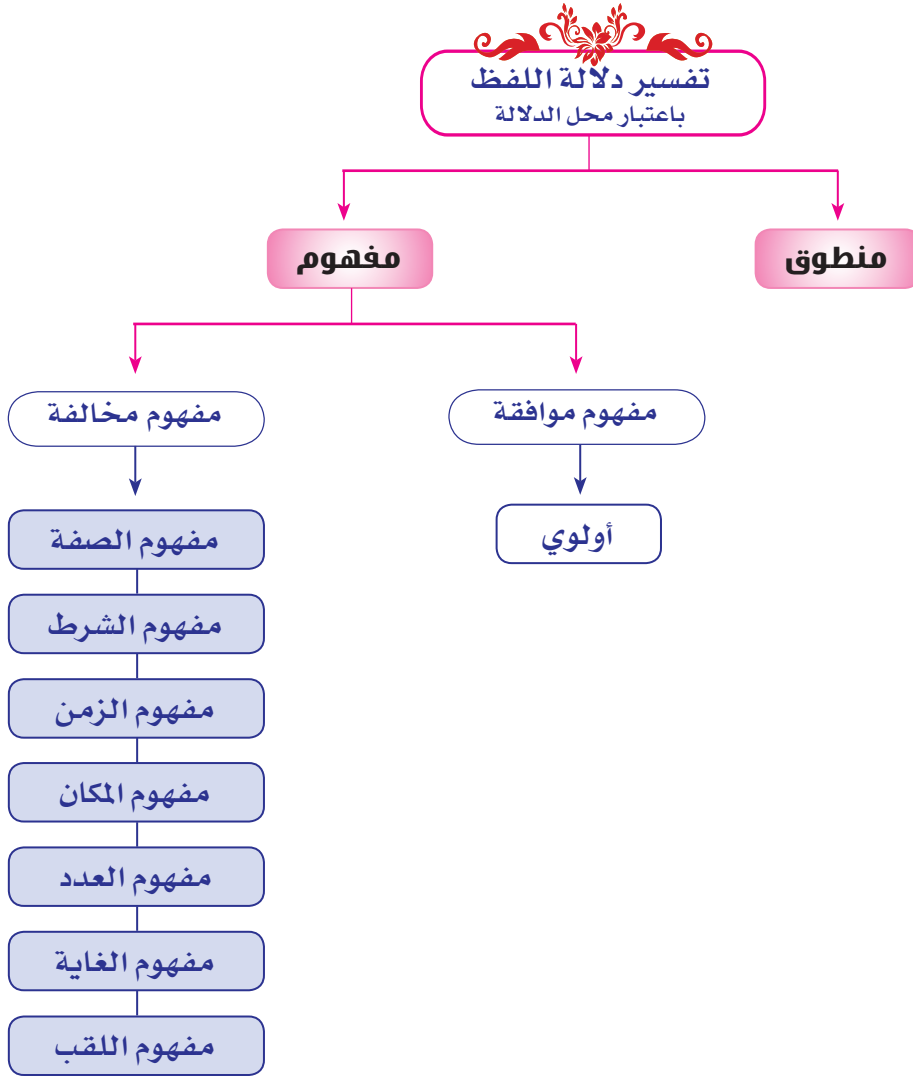 تفسير دلالة اللفظ
باعتبار محل الدلالة
منطوق
مفهوم
مفهوم موافقة
مفهوم مخالفة
أولوي
مفهوم الصفة
مفهوم الشرط
مفهوم الزمن
مفهوم المكان
مفهوم العدد
مفهوم الغاية
مفهوم اللقب